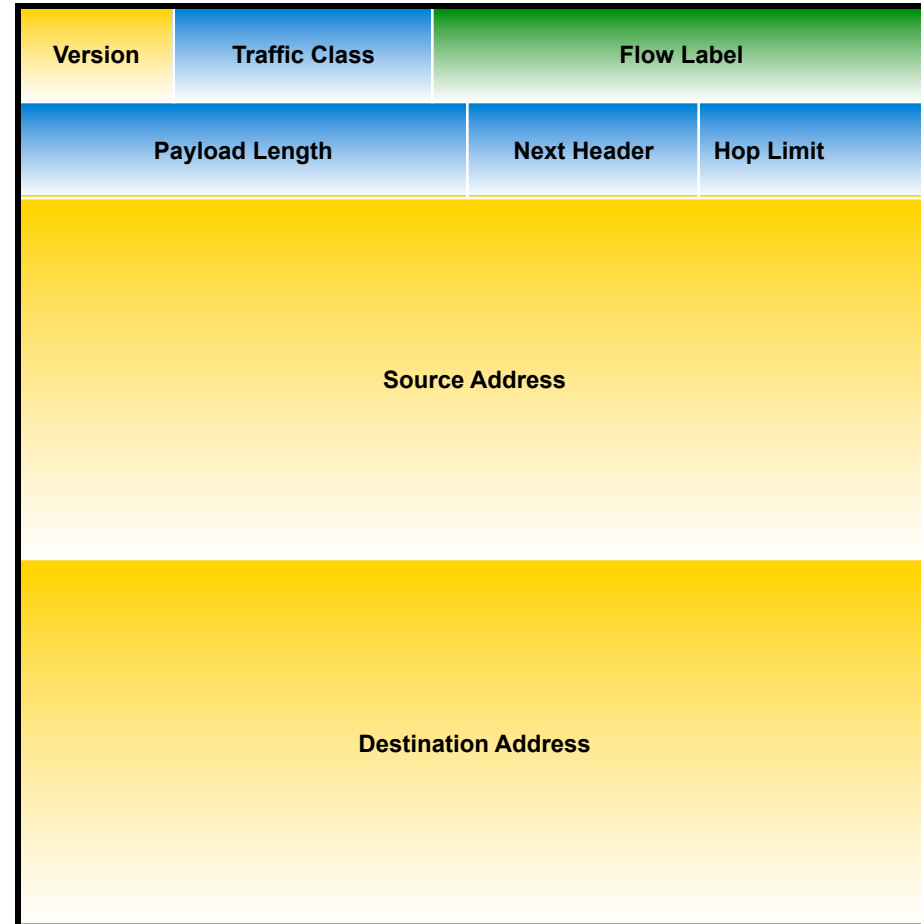 Version Traffic Class Flow Label
Payload Length Next Header Hop Limit
Source Address
Destination Address